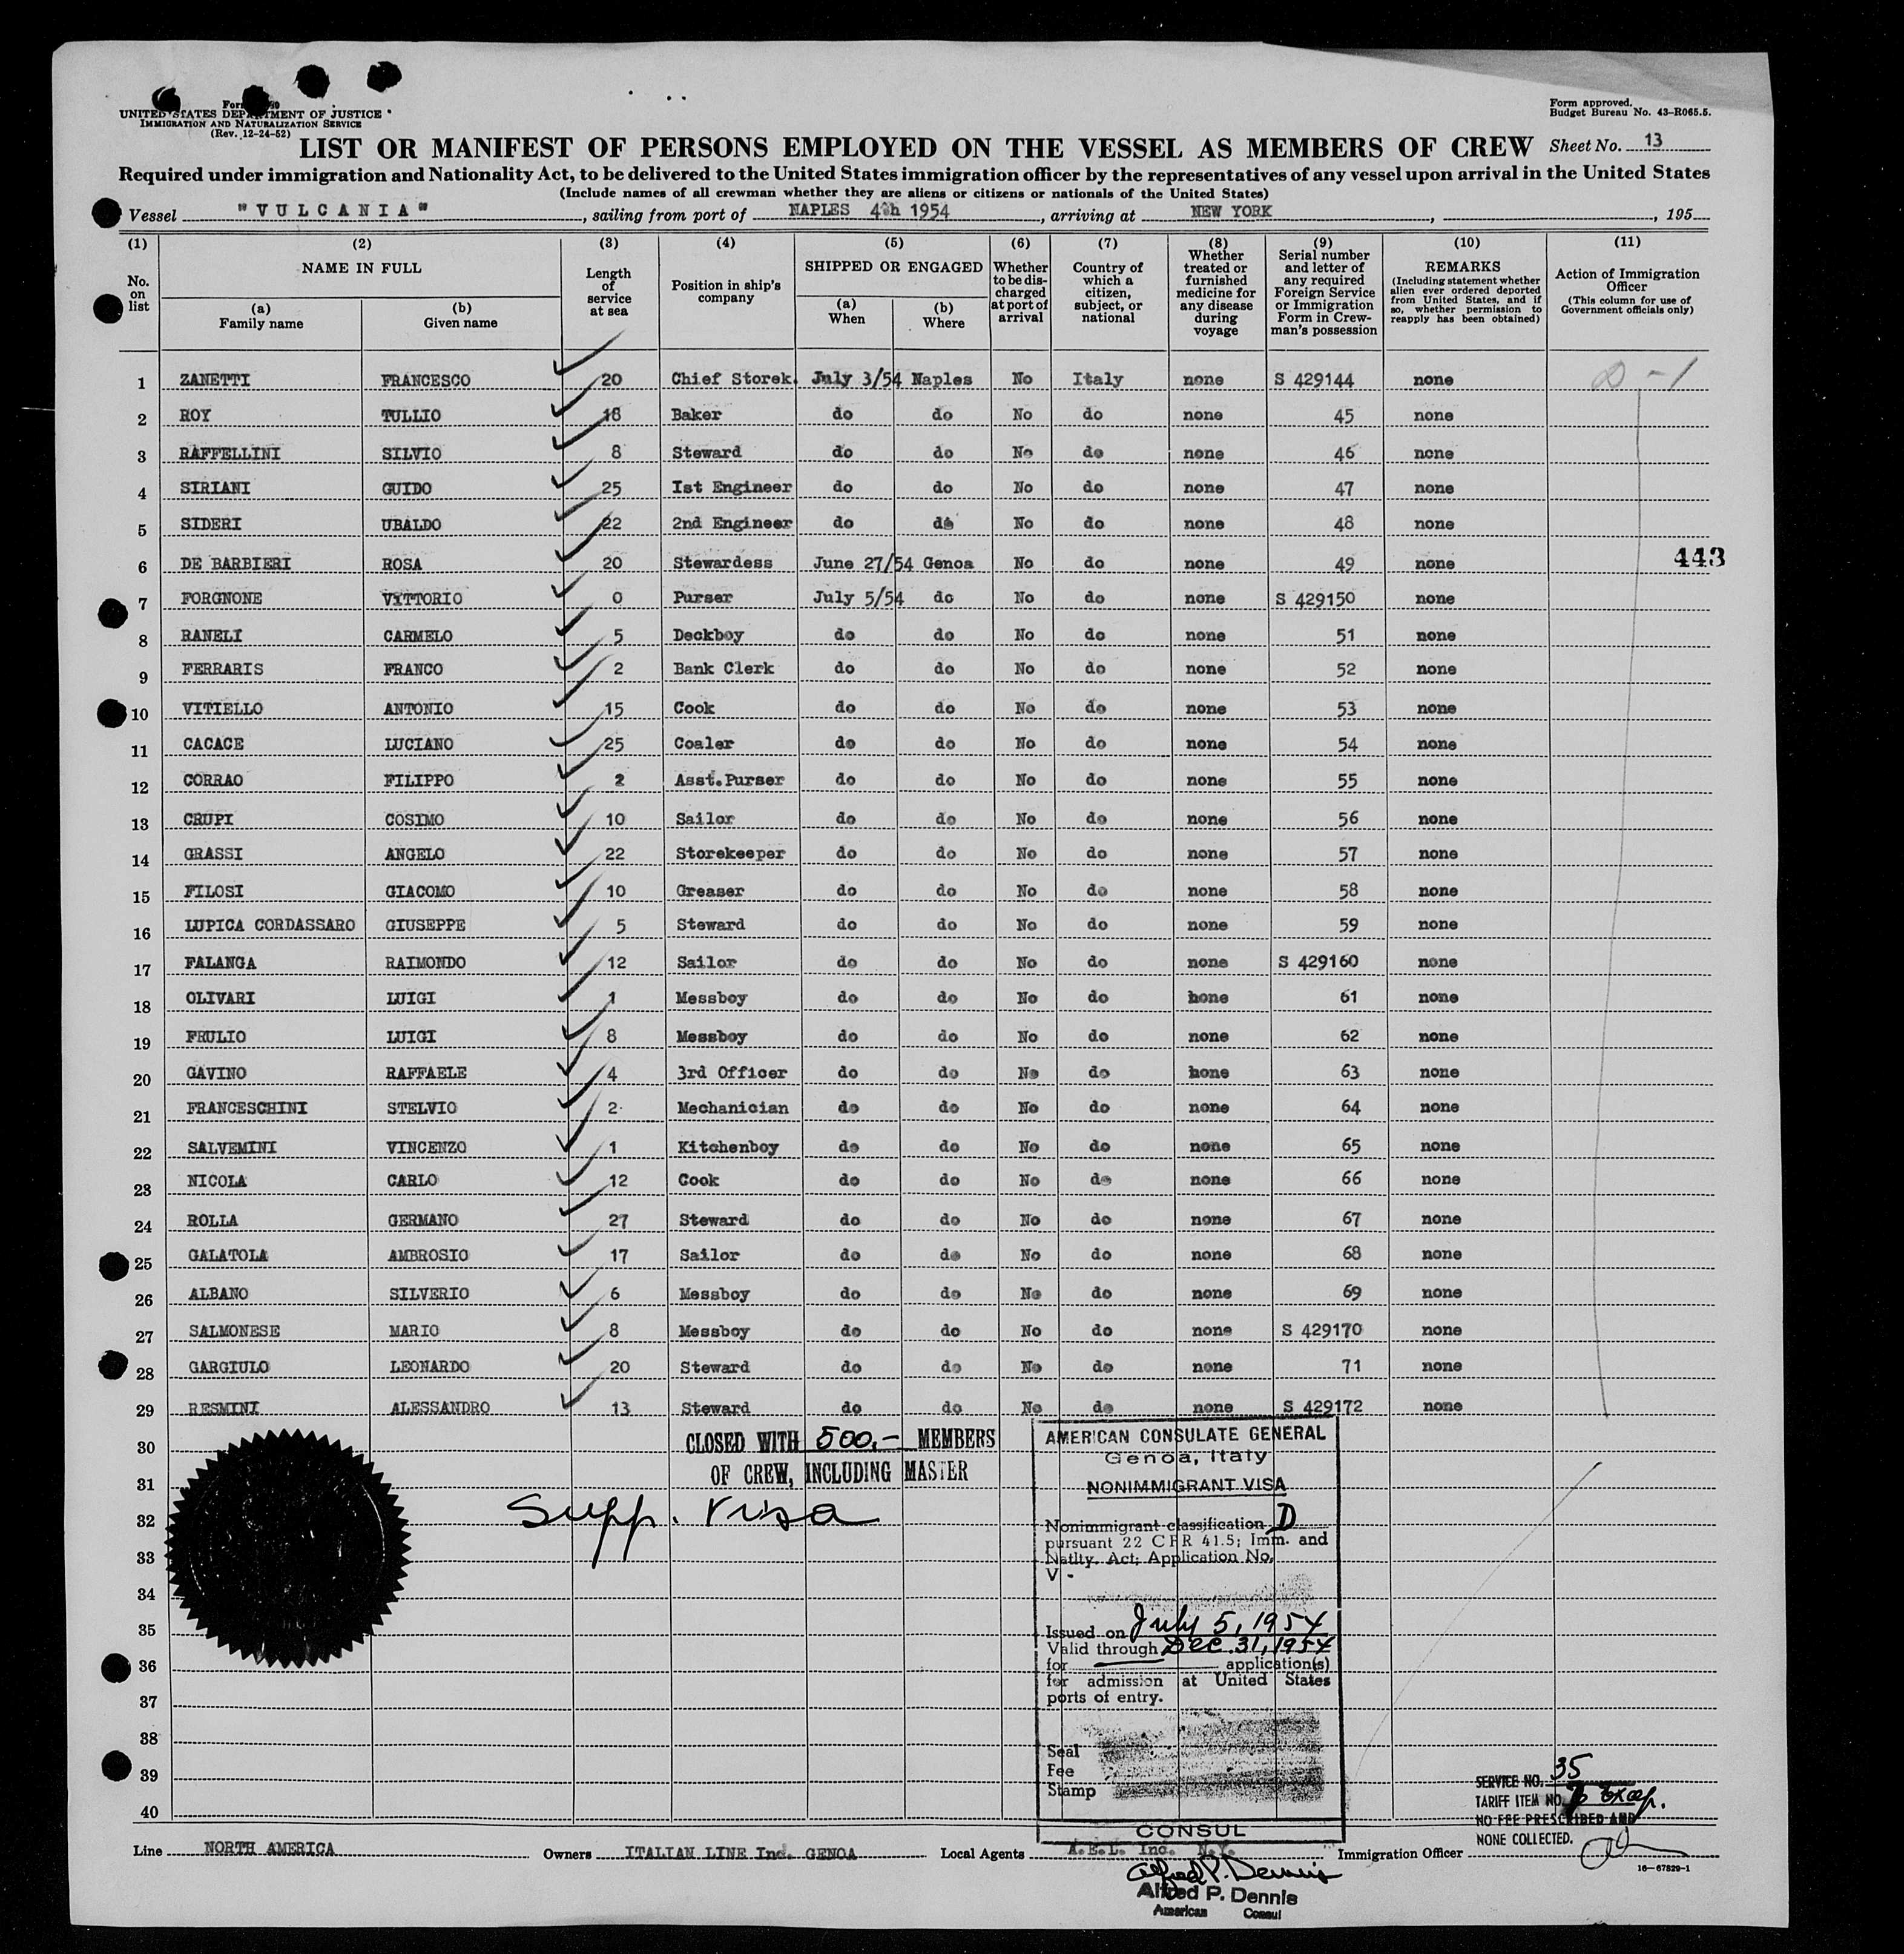 Form approved.
Budget Bureau No. 43-R065.5.
UNITED STATES DEPARTMENT OF JUSTICE
IMMIGRATION AND NATURALIZATION SERVICE
(Rev. 12-24-52)
LIST OR MANIFEST OF PERSONS EMPLOYED ON THE VESSEL AS MEMBERS OF CREW Sheet No. 13
Required under immigration and Nationality Act, to be delivered to the United States immigration officer by the representatives of any vessel upon arrival in the United States
(Include names of all crewman whether they are aliens or citizens or nationals of the United States)
Vessel "VULCANIA", sailing from port of NAPLES 4th 1954, arriving at NEW YORK, , 195
(1) (2) (3) (4) (5) (6) (7) (8) (9) (10) (11)
No. on list
NAME IN FULL
(a) Family name
(b) Given name
Length of service at sea
Position in ship's company
SHIPPED OR ENGAGED
(a) When
(b) Where
Whether to be discharged at port of arrival
Country of which a citizen, subject, or national
Whether treated or furnished medicine for any disease during voyage
Serial number and letter of any required Foreign Service or Immigration Form in Crewman's possession
REMARKS
(Including statement whether alien ever ordered deported from United States, and if so, whether permission to reapply has been obtained)
Action of Immigration Officer
(This column for use of Government officials only)
1 ZANETTI FRANCESCO 20 Chief Storek. July 3/54 Naples No Italy none S 429144 none D-1
2 ROY TULLIO 18 Baker do do No do none 45 none
3 RAFFELLINI SILVIO 8 Steward do do No do none 46 none
4 SIRIANI GUIDO 25 Ist Engineer do do No do none 47 none
5 SIDERI UBALDO 22 2nd Engineer do do No do none 48 none
6 DE BARBIERI ROSA 20 Stewardess June 27/54 Genoa No do none 49 none 443
7 FORGNONE VITTORIO 0 Purser July 5/54 do No do none S 429150 none
8 RANELI CARMELO 5 Deckboy do do No do none 51 none
9 FERRARIS FRANCO 2 Bank Clerk do do No do none 52 none
10 VITIELLO ANTONIO 15 Cook do do No do none 53 none
11 CACACE LUCIANO 25 Coaler do do No do none 54 none
12 CORRAO FILIPPO 2 Asst.Purser do do No do none 55 none
13 CRUPI COSIMO 10 Sailor do do No do none 56 none
14 GRASSI ANGELO 22 Storekeeper do do No do none 57 none
15 FILOSI GIACOMO 10 Greaser do do No do none 58 none
16 LUPICA CORDASSARO GIUSEPPE 5 Steward do do No do none 59 none
17 FALANGA RAIMONDO 12 Sailor do do No do none S 429160 none
18 OLIVARI LUIGI 1 Messboy do do No do hone 61 none
19 FRULIO LUIGI 8 Messboy do do No do none 62 none
20 GAVINO RAFFAELE 4 3rd Officer do do No do hone 63 none
21 FRANCESCHINI STELVIO 2 Mechanician do do No do none 64 none
22 SALVEMINI VINCENZO 1 Kitchenboy do do No do none 65 none
23 NICOLA CARLO 12 Cook do do No do none 66 none
24 ROLLA GERMANO 27 Steward do do No do none 67 none
25 GALATOLA AMBROSIO 17 Sailor do do No do none 68 none
26 ALBANO SILVERIO 6 Messboy do do No do none 69 none
27 SALMONESE MARIO 8 Messboy do do No do none S 429170 none
28 GARGIULO LEONARDO 20 Steward do do No do none 71 none
29 RESMINI ALESSANDRO 13 Steward do do No do none S 429172 none
30
31
32
33
34
35
36
37
38
39
40
CLOSED WITH 500.- MEMBERS
OF CREW, INCLUDING MASTER
Supp. visa
AMERICAN CONSULATE GENERAL
Genoa, Italy
NONIMMIGRANT VISA
Nonimmigrant classification D
pursuant 22 CFR 41.5; Imm. and
Natlty. Act; Application No.
V -
Issued on July 5, 1954
Valid through Dec. 31, 1954
for application(s)
for admission at United States
ports of entry.
Seal
Fee
Stamp
CONSUL
SERVICE NO. 35
TARIFF ITEM NO. 7 Exep.
NO FEE PRESCRIBED AND
NONE COLLECTED.
Line NORTH AMERICA Owners ITALIAN LINE Inc. GENOA Local Agents A.E.L. Inc. N.Y. Immigration Officer
16-67829-1
Alfred P. Dennis
Alfred P. Dennis
American Consul